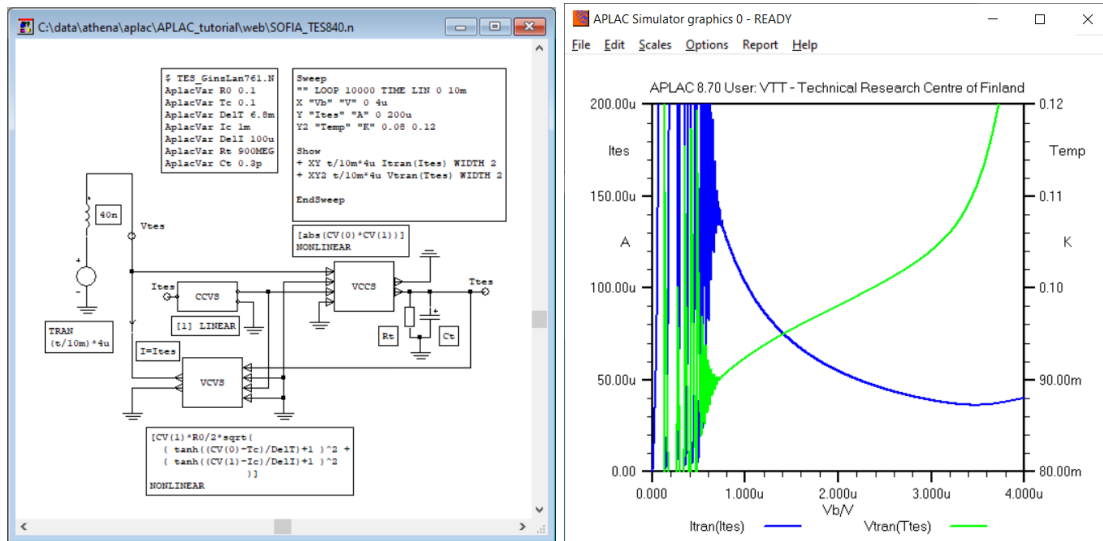 C:\data\athena\aplac\APLAC_tutorial\web\SOFIA_TES840.n
$ TES_GinsLan761.N
AplacVar R0 0.1
AplacVar Tc 0.1
AplacVar DelT 6.8m
AplacVar Ic 1m
AplacVar DelI 100u
AplacVar Rt 900MEG
AplacVar Ct 0.3p
Sweep
"" LOOP 10000 TIME LIN 0 10m
X "Vb" "V" 0 4u
Y "Ites" "A" 0 200u
Y2 "Temp" "K" 0.08 0.12
Show
+ XY t/10m*4u Itran(Ites) WIDTH 2
+ XY2 t/10m*4u Vtran(Ttes) WIDTH 2
EndSweep
40n
Vtes
[abs(CV(0)*CV(1))]
NONLINEAR
+
-
Ites
CCVS
VCCS
Ttes
[1] LINEAR
Rt
+
Ct
TRAN
(t/10m)*4u
I=Ites
VCVS
[CV(1)*R0/2*sqrt(
( tanh((CV(0)-Tc)/DelT)+1 )^2 +
( tanh((CV(1)-Ic)/DelI)+1 )^2
)]
NONLINEAR
APLAC Simulator graphics 0 - READY
File Edit Scales Options Report Help
APLAC 8.70 User: VTT - Technical Research Centre of Finland
200.00u
0.12
Ites
Temp
150.00u
0.11
A
K
100.00u
0.10
50.00u
90.00m
0.00
80.00m
0.000 1.000u 2.000u 3.000u 4.000u
Vb/V
Itran(Ites)
Vtran(Ttes)